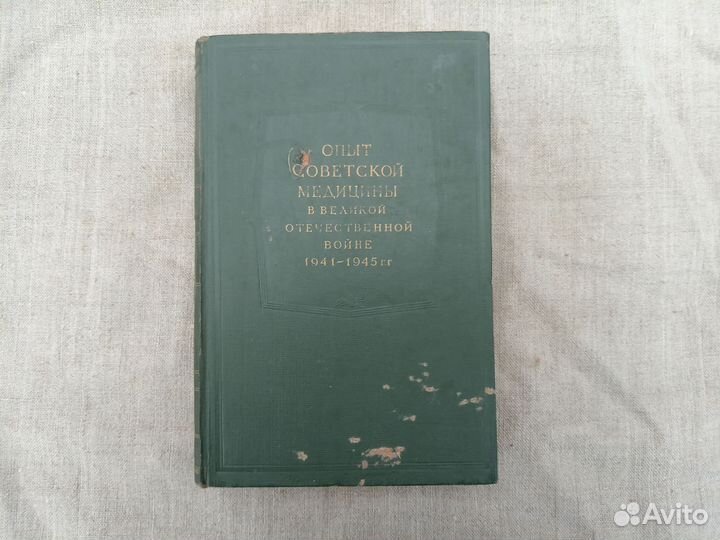 ОПЫТ
СОВЕТСКОЙ
МЕДИЦИНЫ
В ВЕЛИКОЙ
ОТЕЧЕСТВЕННОЙ
ВОЙНЕ
1941-1945 гг
Avito